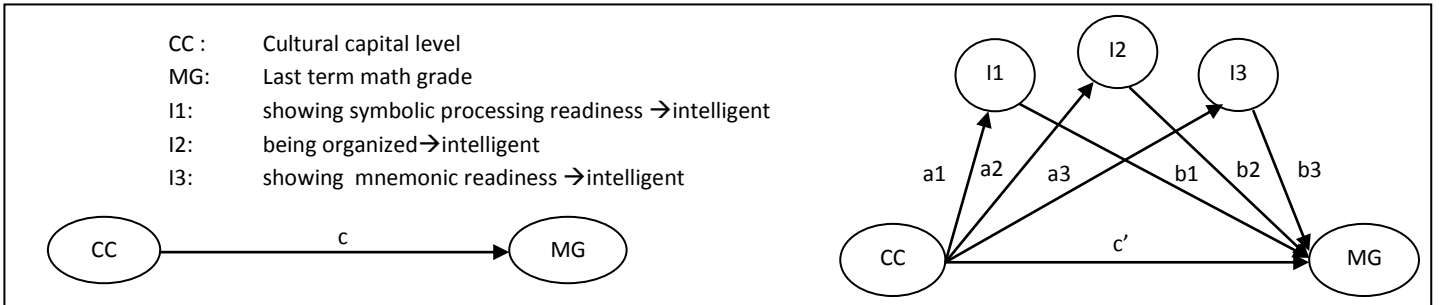 CC : Cultural capital level
MG: Last term math grade
I1: showing symbolic processing readiness →intelligent
I2: being organized→intelligent
I3: showing mnemonic readiness →intelligent
CC c MG
I1 I2 I3
a1 a2 a3 b1 b2 b3
CC c’ MG